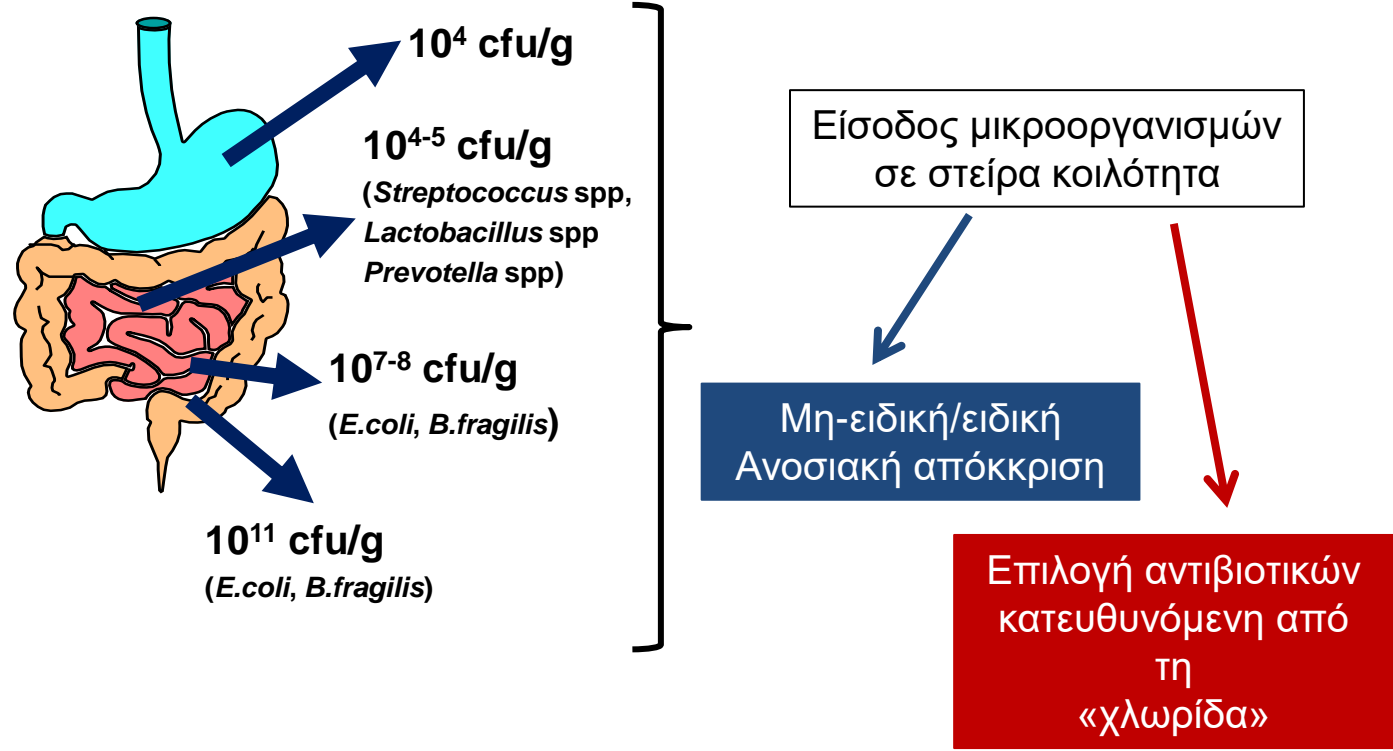 10⁴ cfu/g
10⁴⁻⁵ cfu/g
(Streptococcus spp,
Lactobacillus spp
Prevotella spp)
10⁷⁻⁸ cfu/g
(E.coli, B.fragilis)
10¹¹ cfu/g
(E.coli, B.fragilis)
Είσοδος μικροοργανισμών
σε στείρα κοιλότητα
Μη-ειδική/ειδική
Ανοσιακή απόκκριση
Επιλογή αντιβιοτικών
κατευθυνόμενη από
τη
«χλωρίδα»